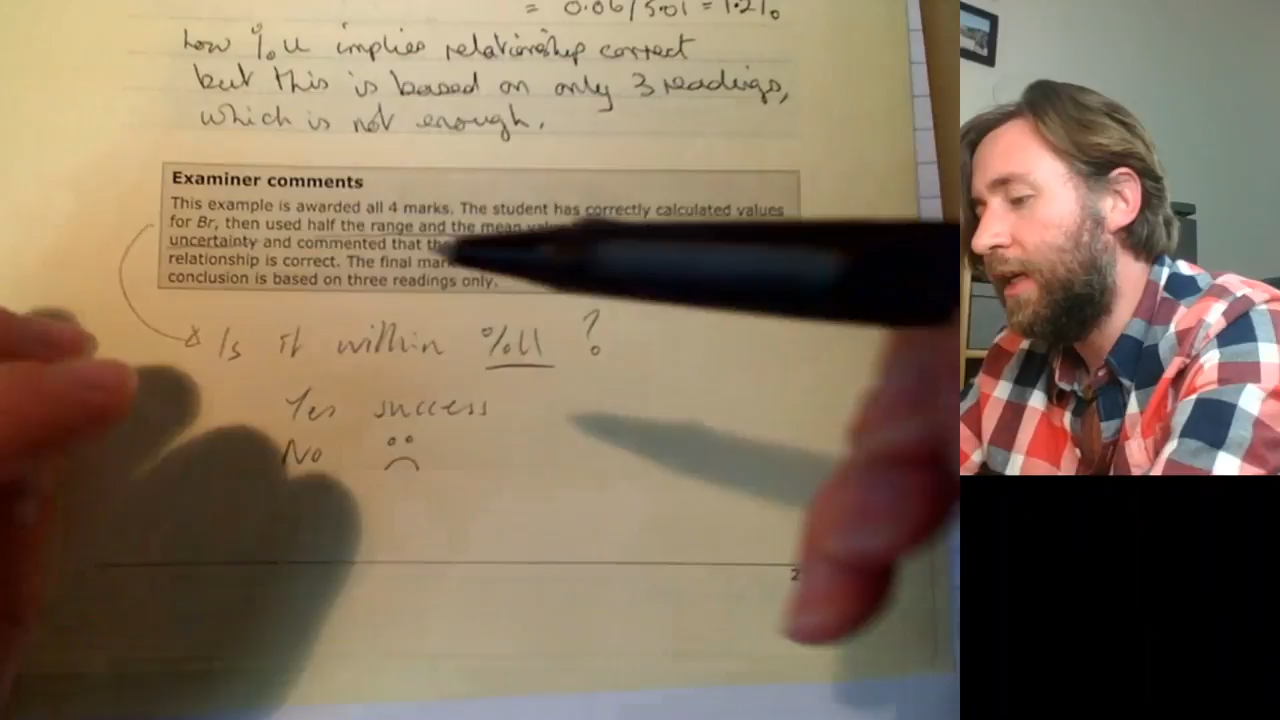 = 0.06/5.01 = 1.2%
low %u implies relationship correct
but this is based on only 3 readings,
which is not enough.
Examiner comments
This example is awarded all 4 marks. The student has correctly calculated values
for Br, then used half the range and the mean
uncertainty and commented that
relationship is correct. The final
conclusion is based on three readings only.
* Is it within %U ?
Yes success
No
2